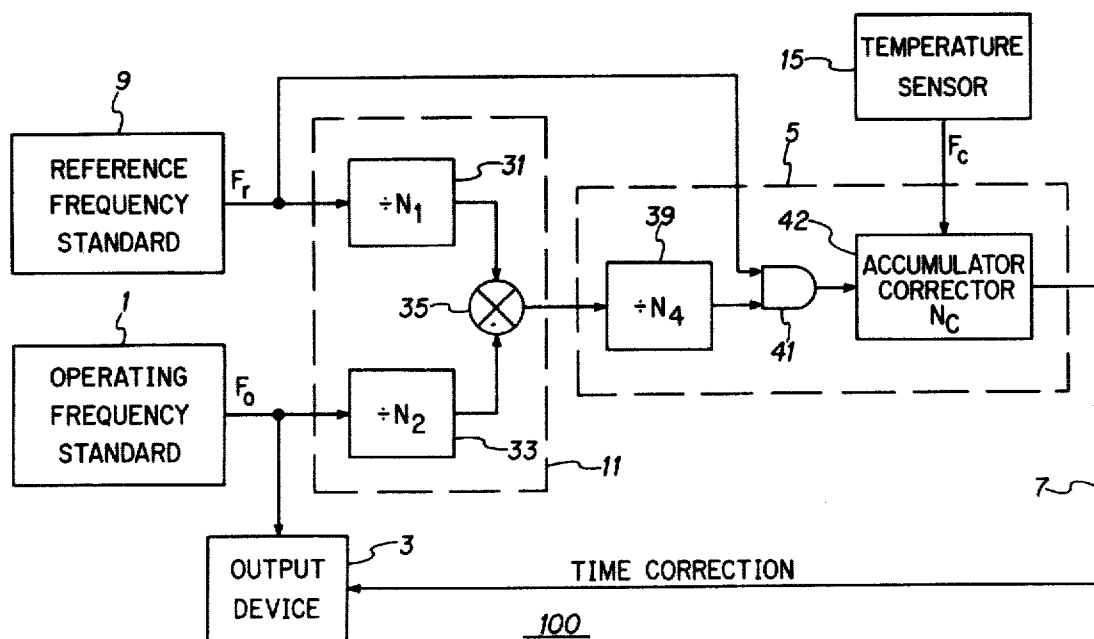 9
REFERENCE
FREQUENCY
STANDARD
Fr
31
÷N1
15
TEMPERATURE
SENSOR
Fc
5
39
÷N4
42
ACCUMULATOR
CORRECTOR
NC
41
35
1
OPERATING
FREQUENCY
STANDARD
Fo
÷N2
33
11
7
3
OUTPUT
DEVICE
TIME CORRECTION
100